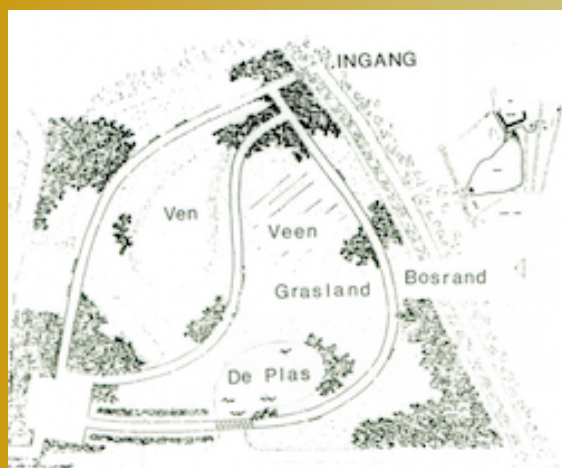 INGANG
Ven
Veen
Grasland
Bosrand
De Plas